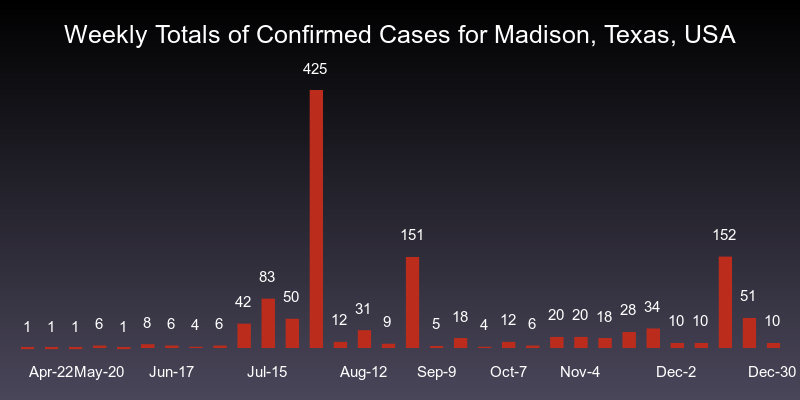 Weekly Totals of Confirmed Cases for Madison, Texas, USA
425
151
152
83
42
50
51
1 1 1 6 1 8 6 4 6 12 31 9 5 18 4 12 6 20 20 18 28 34 10 10 10
Apr-22 May-20 Jun-17 Jul-15 Aug-12 Sep-9 Oct-7 Nov-4 Dec-2 Dec-30